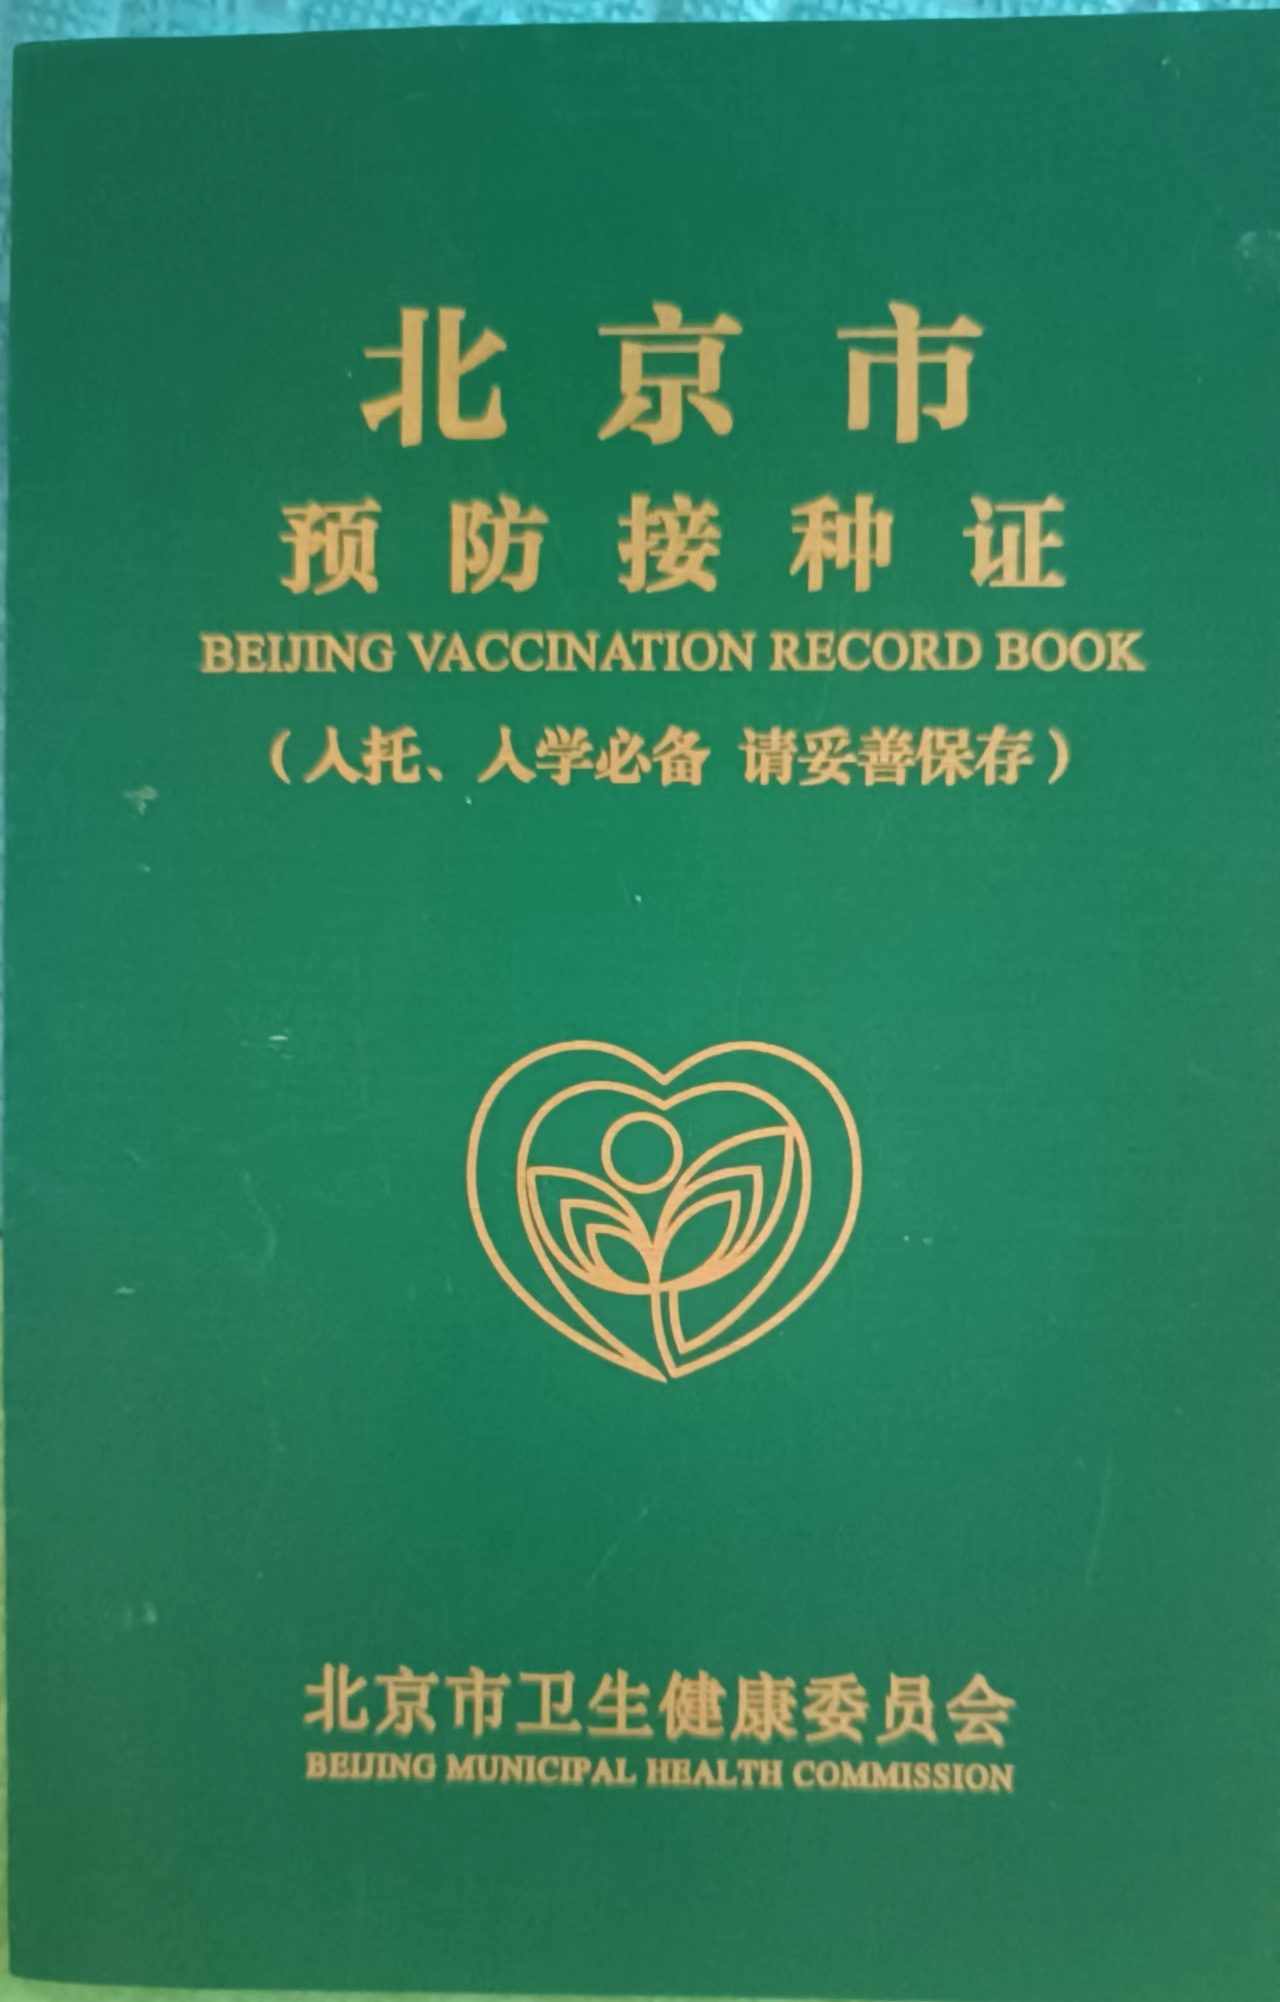 北京市
预防接种证
BEIJING VACCINATION RECORD BOOK
（入托、入学必备 请妥善保存）
北京市卫生健康委员会
BEIJING MUNICIPAL HEALTH COMMISSION